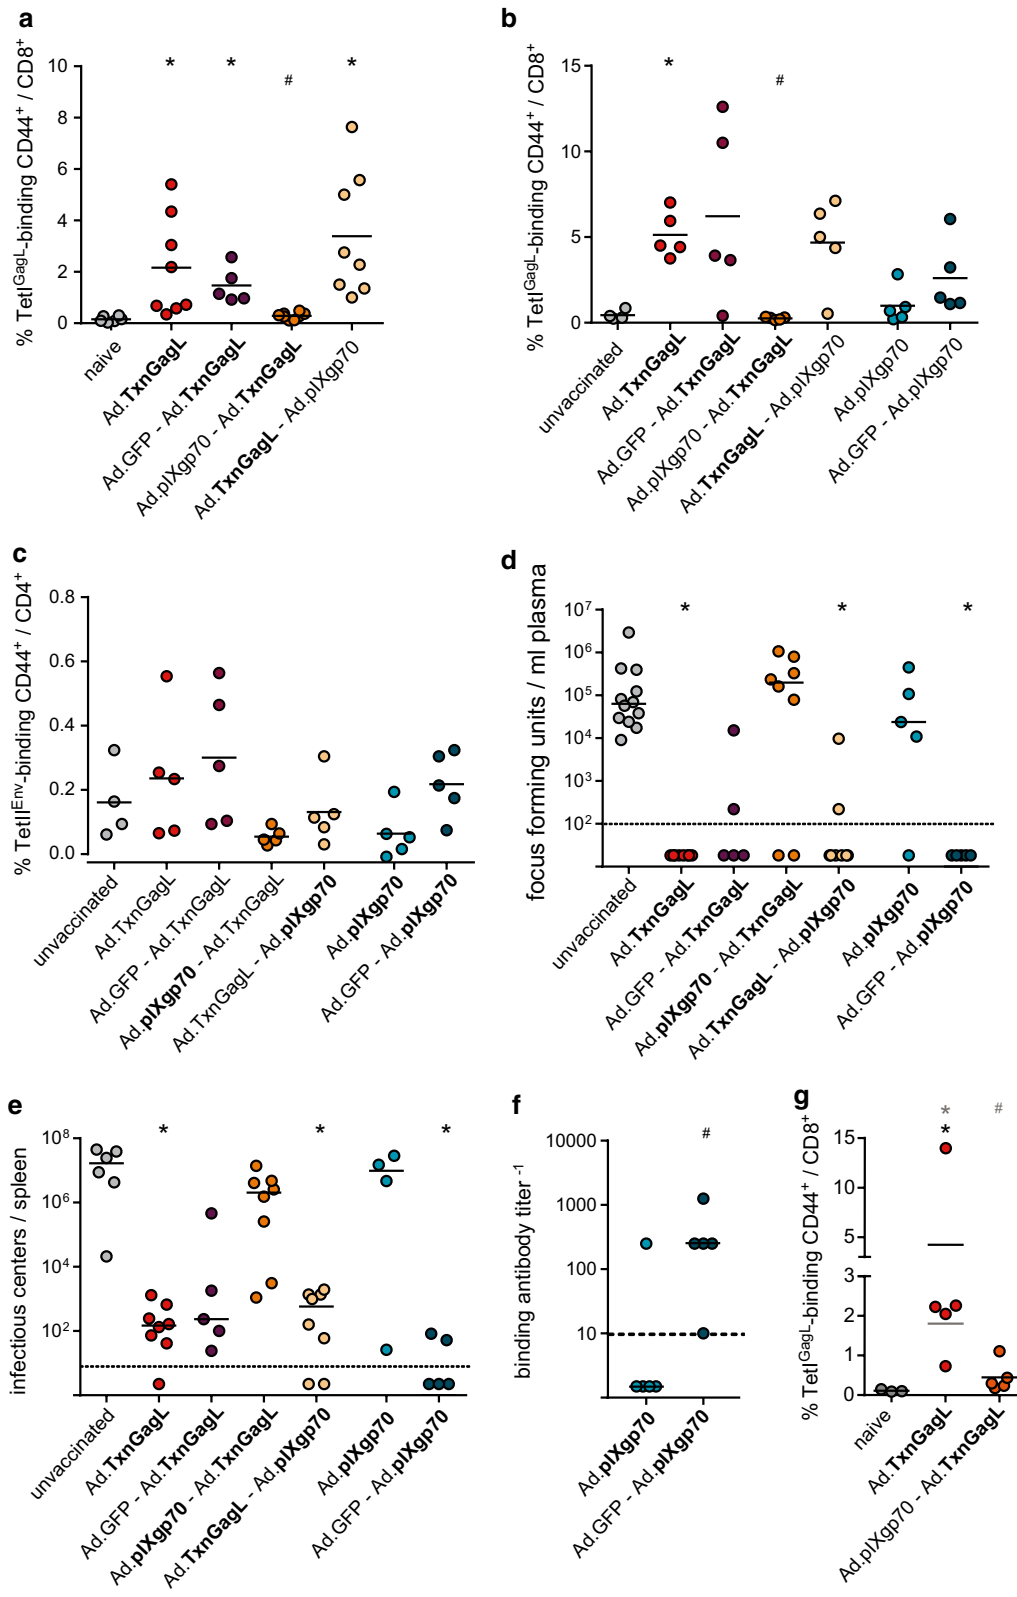 a
% TetI^GagL-binding CD44+ / CD8+
10
8
6
4
2
0
* * # *
naive
Ad.TxnGagL
Ad.GFP - Ad.TxnGagL
Ad.pIXgp70 - Ad.TxnGagL
Ad.TxnGagL - Ad.pIXgp70
b
% TetI^GagL-binding CD44+ / CD8+
15
10
5
0
* #
unvaccinated
Ad.TxnGagL
Ad.GFP - Ad.TxnGagL
Ad.pIXgp70 - Ad.TxnGagL
Ad.TxnGagL - Ad.pIXgp70
Ad.pIXgp70
Ad.GFP - Ad.pIXgp70
c
% TetII^Env-binding CD44+ / CD4+
0.8
0.6
0.4
0.2
0.0
unvaccinated
Ad.TxnGagL
Ad.GFP - Ad.TxnGagL
Ad.pIXgp70 - Ad.TxnGagL
Ad.TxnGagL - Ad.pIXgp70
Ad.pIXgp70
Ad.GFP - Ad.pIXgp70
d
focus forming units / ml plasma
10^7
10^6
10^5
10^4
10^3
10^2
* * *
unvaccinated
Ad.TxnGagL
Ad.GFP - Ad.TxnGagL
Ad.pIXgp70 - Ad.TxnGagL
Ad.TxnGagL - Ad.pIXgp70
Ad.pIXgp70
Ad.GFP - Ad.pIXgp70
e
infectious centers / spleen
10^8
10^6
10^4
10^2
* * *
unvaccinated
Ad.TxnGagL
Ad.GFP - Ad.TxnGagL
Ad.pIXgp70 - Ad.TxnGagL
Ad.TxnGagL - Ad.pIXgp70
Ad.pIXgp70
Ad.GFP - Ad.pIXgp70
f
binding antibody titer^-1
10000
1000
100
10
#
Ad.pIXgp70
Ad.GFP - Ad.pIXgp70
g
% TetI^GagL-binding CD44+ / CD8+
15
10
5
3
2
1
0
* #
*
naive
Ad.TxnGagL
Ad.pIXgp70 - Ad.TxnGagL